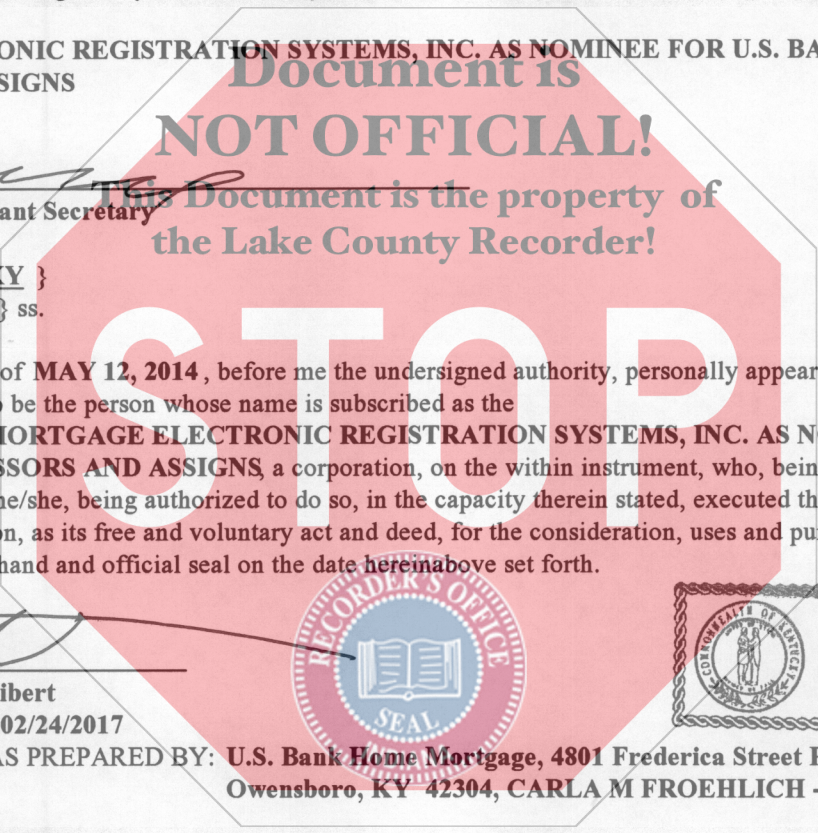 ONIC REGISTRATION SYSTEMS, INC. AS NOMINEE FOR U.S. BA
SIGNS
Document is
NOT OFFICIAL!
This Document is the property of
the Lake County Recorder!
ant Secretary
KY }
} ss.
STOP
of MAY 12, 2014 , before me the undersigned authority, personally appear
be the person whose name is subscribed as the
MORTGAGE ELECTRONIC REGISTRATION SYSTEMS, INC. AS NO
SSORS AND ASSIGNS, a corporation, on the within instrument, who, bein
he/she, being authorized to do so, in the capacity therein stated, executed th
on, as its free and voluntary act and deed, for the consideration, uses and pu
hand and official seal on the date hereinabove set forth.
RECORDER'S OFFICE
SEAL
INDIANA
COMMONWEALTH OF KENTUCKY
ibert
02/24/2017
AS PREPARED BY: U.S. Bank Home Mortgage, 4801 Frederica Street P
Owensboro, KY 42304, CARLA M FROEHLICH -